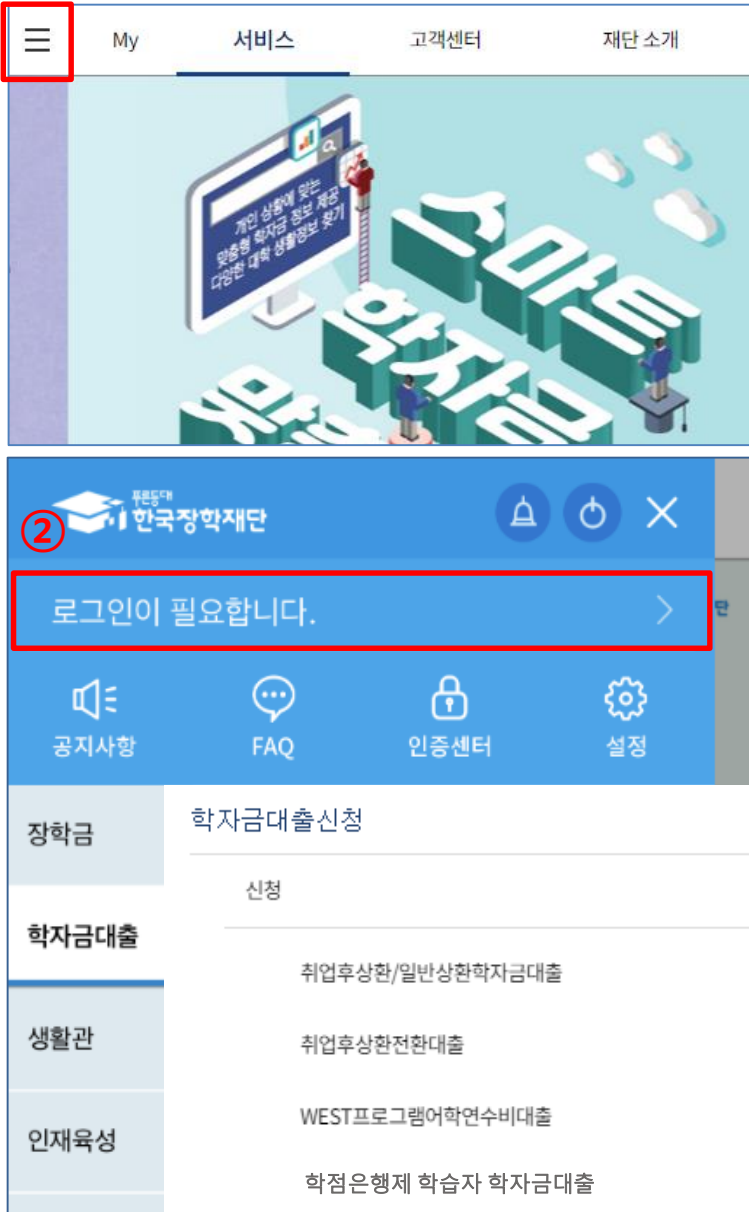 My
서비스
고객센터
재단 소개
개인 상황에 맞는
맞춤형 학자금 정보 제공
다양한 대학 생활정보 찾기
스마트
학자금
②
푸른등대
한국장학재단
로그인이 필요합니다.
단
공지사항
FAQ
인증센터
설정
장학금
학자금대출
생활관
인재육성
학자금대출신청
신청
취업후상환/일반상환학자금대출
취업후상환전환대출
WEST프로그램어학연수비대출
학점은행제 학습자 학자금대출